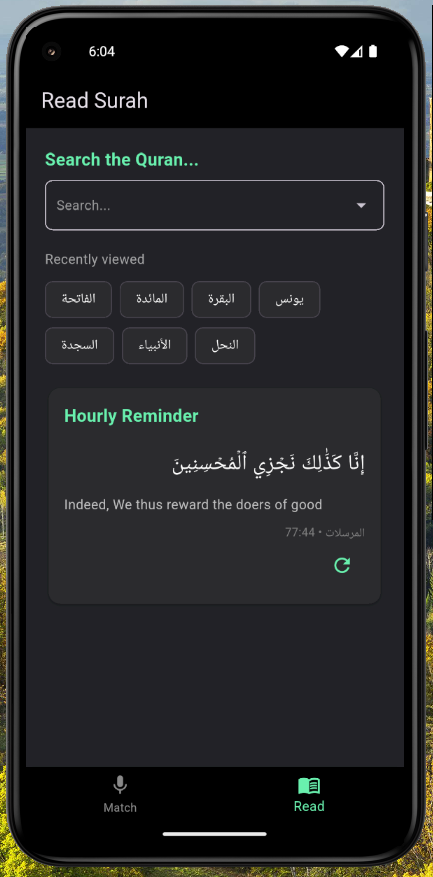 6:04
Read Surah
Search the Quran...
Search...
Recently viewed
الفاتحة
المائدة
البقرة
يونس
السجدة
الأنبياء
النحل
Hourly Reminder
إِنَّا كَذَٰلِكَ نَجْزِي ٱلْمُحْسِنِينَ
Indeed, We thus reward the doers of good
المرسلات • 77:44
Match
Read